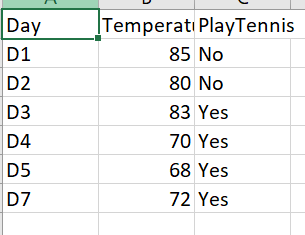 Day Temperatu PlayTennis
D1 85 No
D2 80 No
D3 83 Yes
D4 70 Yes
D5 68 Yes
D7 72 Yes